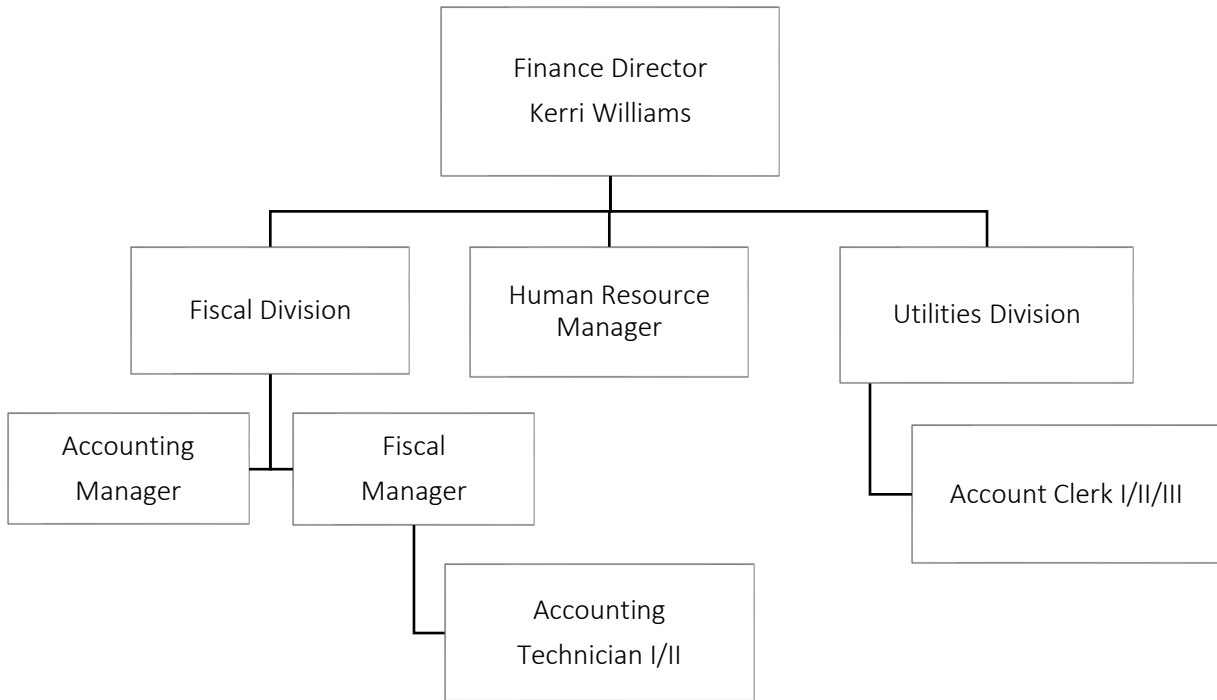 Finance Director
Kerri Williams
Fiscal Division
Human Resource
Manager
Utilities Division
Accounting
Manager
Fiscal
Manager
Account Clerk I/II/III
Accounting
Technician I/II